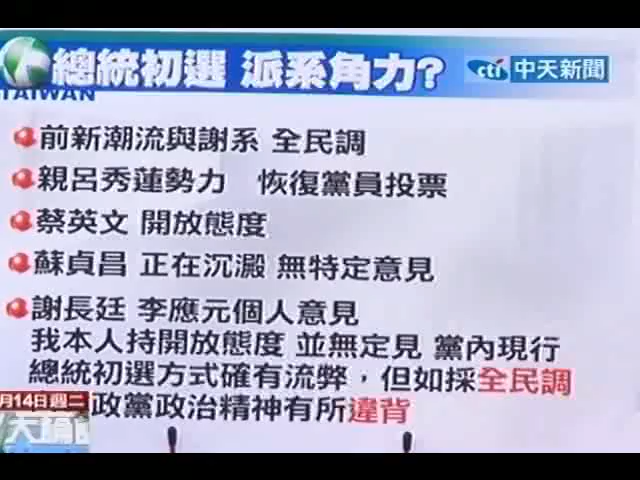 總統初選 派系角力?
cti 中天新聞
TAIWAN
前新潮流與謝系 全民調
親呂秀蓮勢力 恢復黨員投票
蔡英文 開放態度
蘇貞昌 正在沉澱 無特定意見
謝長廷 李應元個人意見
我本人持開放態度 並無定見 黨內現行
總統初選方式確有流弊，但如採全民調
政黨政治精神有所違背
月14日週二